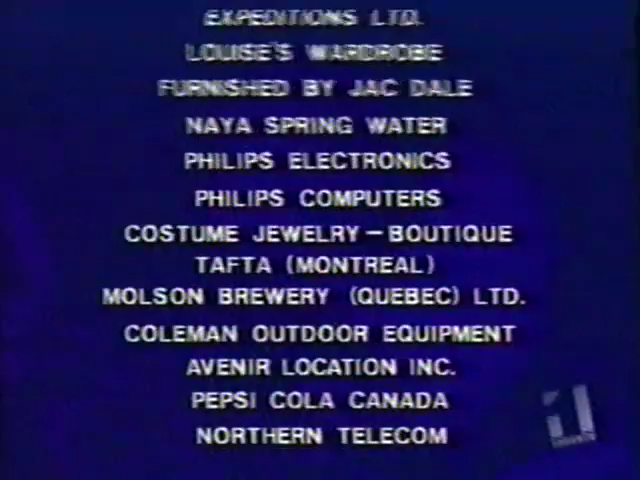 EXPEDITIONS LTD.
LOUISE'S WARDROBE
FURNISHED BY JAC DALE
NAYA SPRING WATER
PHILIPS ELECTRONICS
PHILIPS COMPUTERS
COSTUME JEWELRY – BOUTIQUE
TAFTA (MONTREAL)
MOLSON BREWERY (QUEBEC) LTD.
COLEMAN OUTDOOR EQUIPMENT
AVENIR LOCATION INC.
PEPSI COLA CANADA
NORTHERN TELECOM